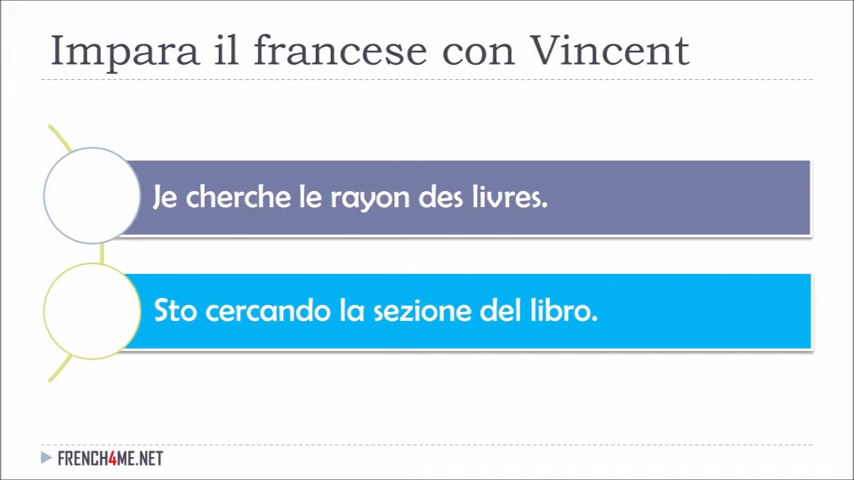 Impara il francese con Vincent
Je cherche le rayon des livres.
Sto cercando la sezione del libro.
FRENCH4ME.NET